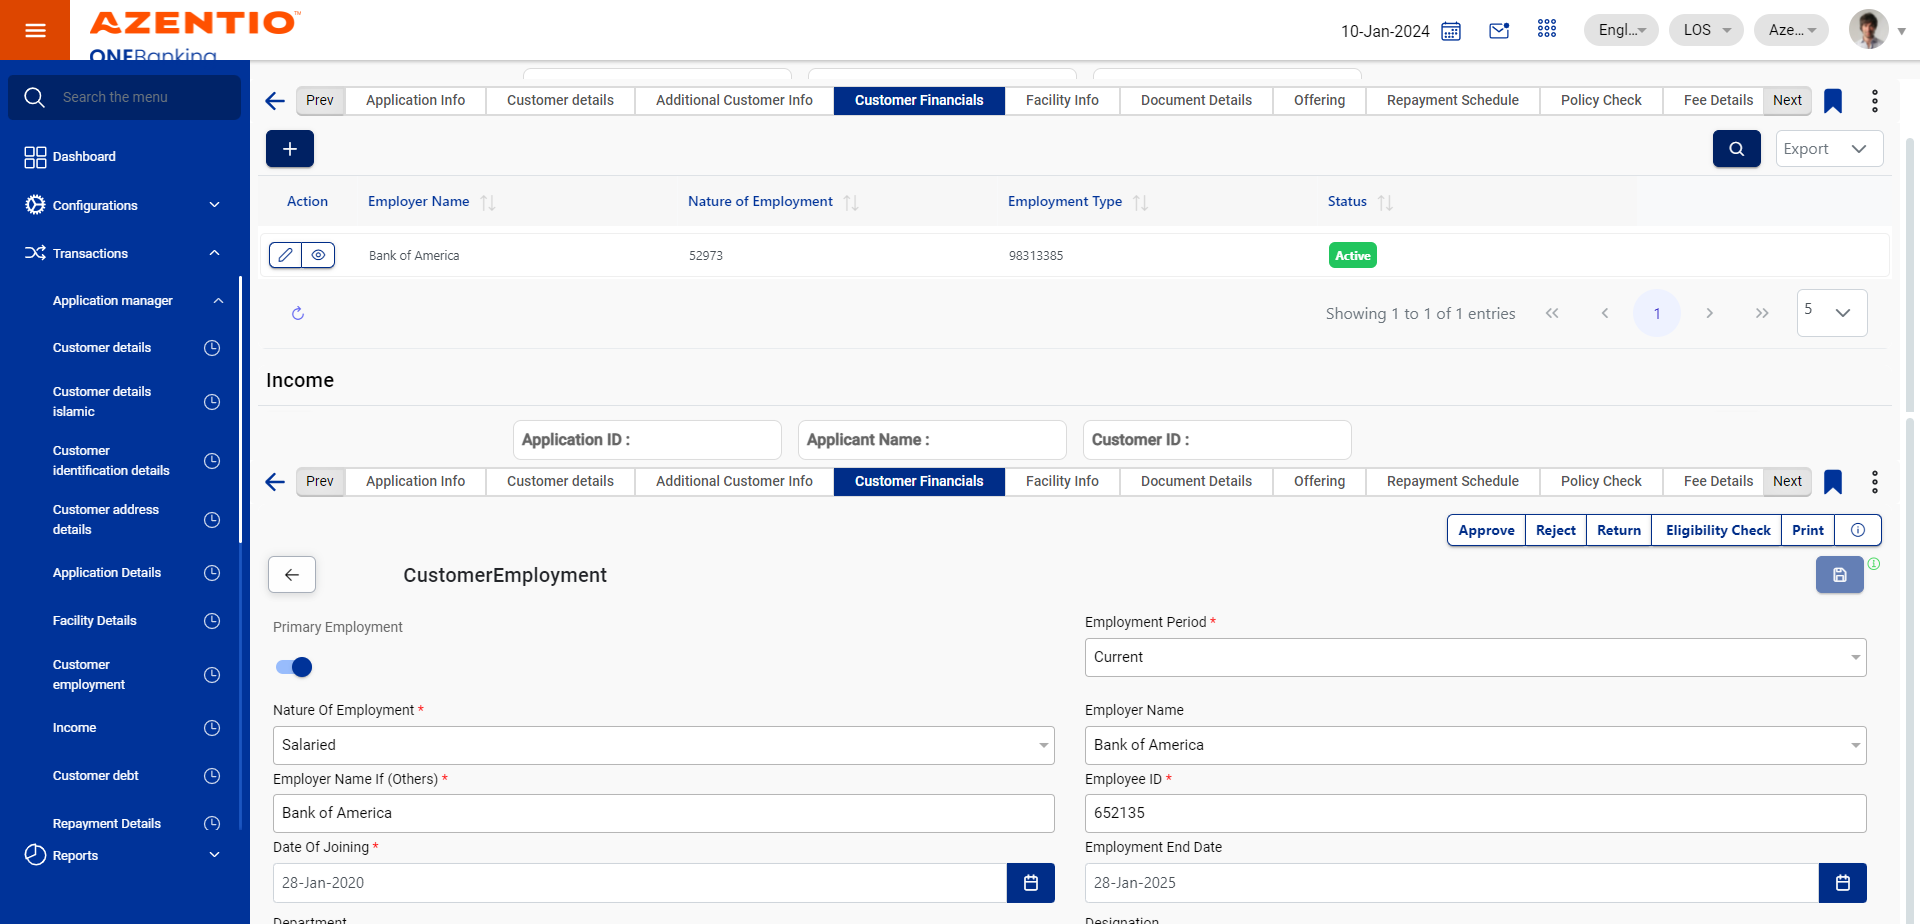 AZENTIO™
ONEBanking
10-Jan-2024
Engl...
LOS
Aze...
Search the menu
Dashboard
Configurations
Transactions
Application manager
Customer details
Customer details
islamic
Customer
identification details
Customer address
details
Application Details
Facility Details
Customer
employment
Income
Customer debt
Repayment Details
Reports
Prev
Application Info
Customer details
Additional Customer Info
Customer Financials
Facility Info
Document Details
Offering
Repayment Schedule
Policy Check
Fee Details
Next
+
Export
Action
Employer Name
Nature of Employment
Employment Type
Status
Bank of America
52973
98313385
Active
Showing 1 to 1 of 1 entries
1
5
Income
Application ID :
Applicant Name :
Customer ID :
Prev
Application Info
Customer details
Additional Customer Info
Customer Financials
Facility Info
Document Details
Offering
Repayment Schedule
Policy Check
Fee Details
Next
Approve
Reject
Return
Eligibility Check
Print
CustomerEmployment
Primary Employment
Employment Period *
Current
Nature Of Employment *
Salaried
Employer Name
Bank of America
Employer Name If (Others) *
Bank of America
Employee ID *
652135
Date Of Joining *
28-Jan-2020
Employment End Date
28-Jan-2025
Department
Designation